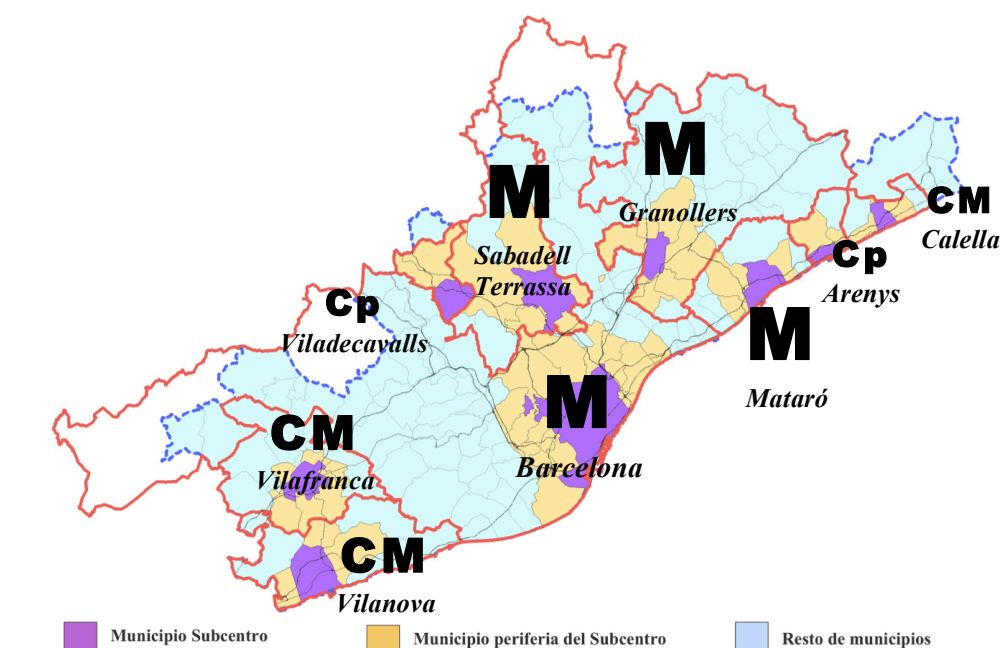 M
Granollers
M
Sabadell
Terrassa
CM
Calella
Cp
Arenys
Cp
Viladecavalls
M
Mataró
M
Barcelona
CM
Vilafranca
CM
Vilanova
Municipio Subcentro
Municipio periferia del Subcentro
Resto de municipios